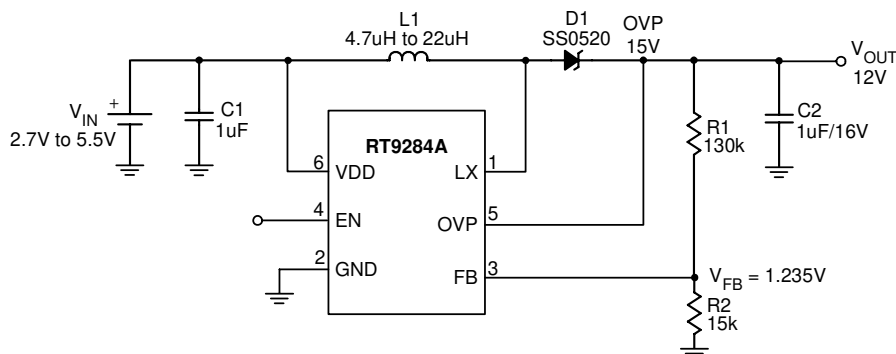 L1
4.7uH to 22uH
D1
SS0520
OVP
15V
VOUT
12V
VIN
+
2.7V to 5.5V
C1
1uF
RT9284A
6
VDD
LX
1
4
EN
OVP
5
2
GND
FB
3
R1
130k
C2
1uF/16V
VFB = 1.235V
R2
15k